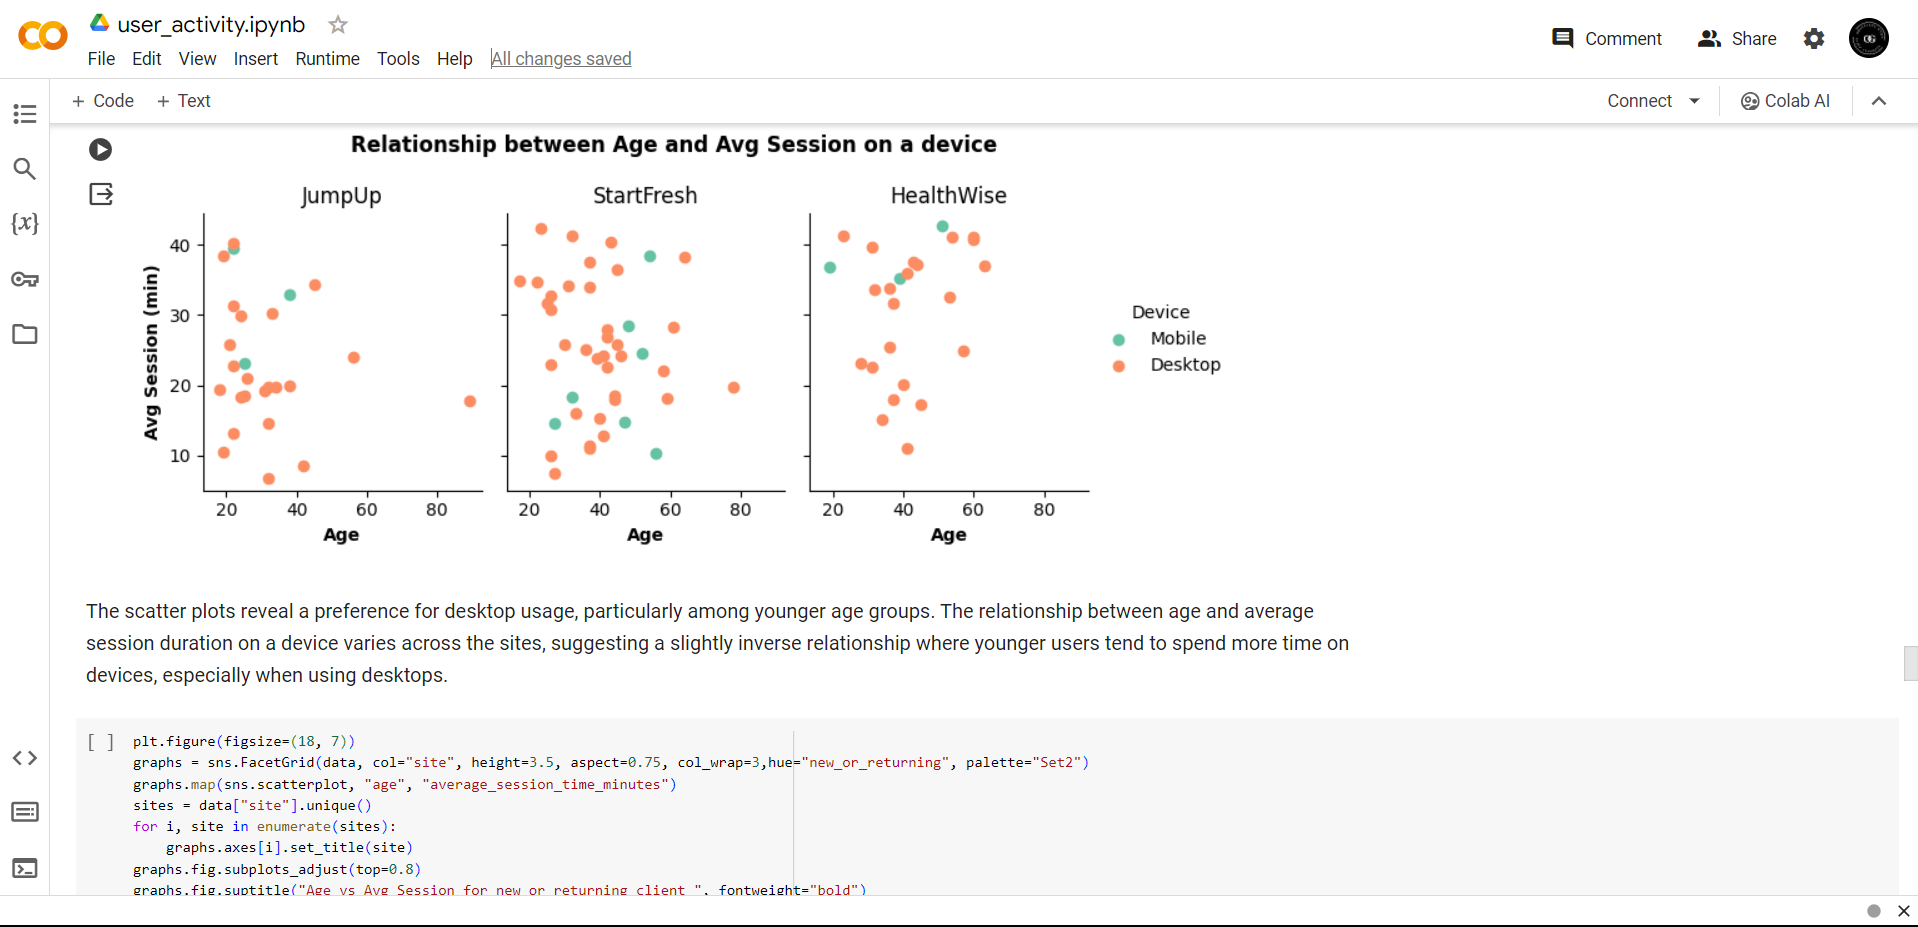 user_activity.ipynb
File Edit View Insert Runtime Tools Help All changes saved
Comment Share
+ Code + Text
Connect Colab AI
Relationship between Age and Avg Session on a device
JumpUp StartFresh HealthWise
Avg Session (min)
40
30
20
10
20 40 60 80 20 40 60 80 20 40 60 80
Age Age Age
Device
Mobile
Desktop
The scatter plots reveal a preference for desktop usage, particularly among younger age groups. The relationship between age and average
session duration on a device varies across the sites, suggesting a slightly inverse relationship where younger users tend to spend more time on
devices, especially when using desktops.
[ ] plt.figure(figsize=(18, 7))
graphs = sns.FacetGrid(data, col="site", height=3.5, aspect=0.75, col_wrap=3,hue="new_or_returning", palette="Set2")
graphs.map(sns.scatterplot, "age", "average_session_time_minutes")
sites = data["site"].unique()
for i, site in enumerate(sites):
    graphs.axes[i].set_title(site)
graphs.fig.subplots_adjust(top=0.8)
graphs.fig.suptitle("Age vs Avg Session for new or returning client ", fontweight="bold")